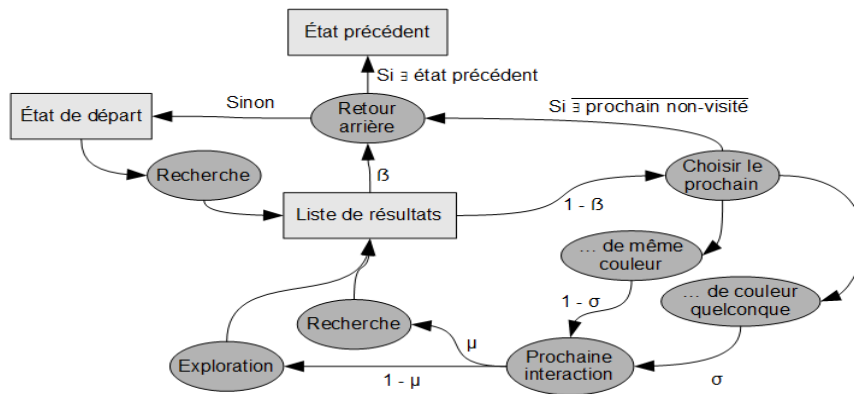 État précédent
Si ∃ état précédent
Sinon
Si ∃ prochain non-visité
État de départ
Retour
arrière
Recherche
ß
Choisir le
prochain
Liste de résultats
1 - ß
... de même
couleur
... de couleur
quelconque
1 - σ
Recherche
Exploration
µ
Prochaine
interaction
1 - µ
σ